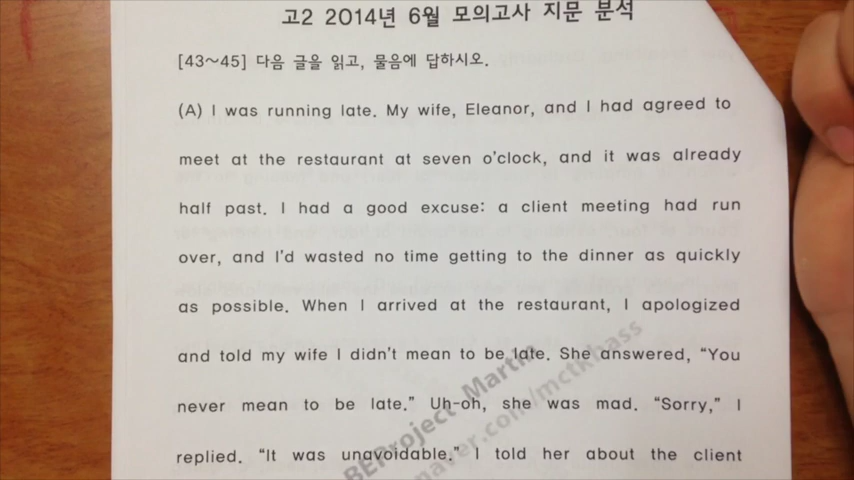 고2 2014년 6월 모의고사 지문 분석
[43~45] 다음 글을 읽고, 물음에 답하시오.
(A) I was running late. My wife, Eleanor, and I had agreed to
meet at the restaurant at seven o'clock, and it was already
half past. I had a good excuse: a client meeting had run
over, and I'd wasted no time getting to the dinner as quickly
as possible. When I arrived at the restaurant, I apologized
and told my wife I didn't mean to be late. She answered, “You
never mean to be late.” Uh-oh, she was mad. “Sorry,” I
replied. “It was unavoidable.” I told her about the client
BEProject Martin
naver.com/mctkbass